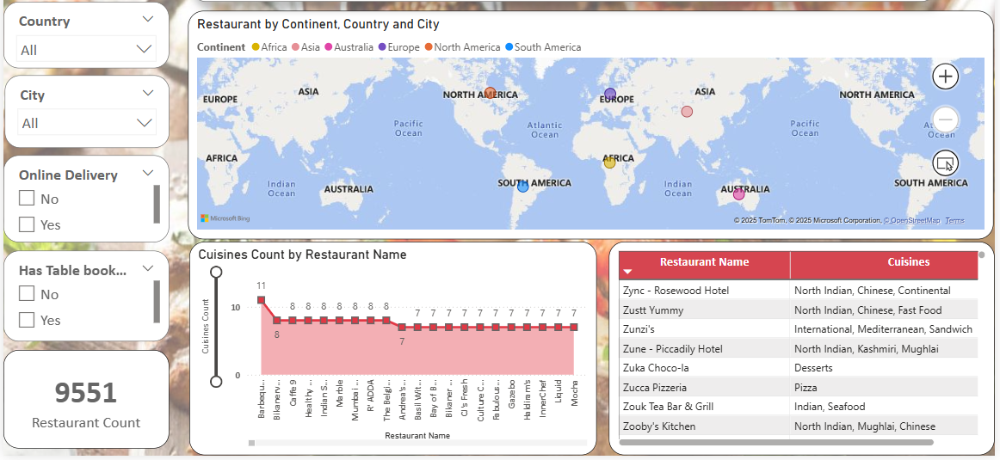 Country
All
City
All
Online Delivery
No
Yes
Has Table book...
No
Yes
9551
Restaurant Count
Restaurant by Continent, Country and City
Continent Africa Asia Australia Europe North America South America
EUROPE
ASIA
NORTH AMERICA
EUROPE
ASIA
NORTH AMERICA
Pacific Ocean
Atlantic Ocean
Pacific Ocean
Ocean
AFRICA
AFRICA
Indian Ocean
AUSTRALIA
SOUTH AMERICA
Indian Ocean
AUSTRALIA
SOUTH AMERICA
Microsoft Bing
© 2025 TomTom, © 2025 Microsoft Corporation, © OpenStreetMap Terms
Cuisines Count by Restaurant Name
Cuisines Count
10
0
11
8
8 8 8 8 8 8 8
7
7 7 7 7 7 7 7 7 7 7 7
Barbequ...
Bikanerv...
Caffe 9
Healthy ...
Indian S...
Marble
Mumbai ...
R' ADDA
The Belgi...
Andrea's...
Basil Wit...
Bay of B...
Bikaner ...
CJ's Fresh
Culture C...
Fabulous...
Gazebo
Haldiram's
InnerChef
Liquid
Mocha
Restaurant Name
Restaurant Name Cuisines
Zync - Rosewood Hotel North Indian, Chinese, Continental
Zustt Yummy North Indian, Chinese, Fast Food
Zunzi's International, Mediterranean, Sandwich
Zune - Piccadily Hotel North Indian, Kashmiri, Mughlai
Zuka Choco-la Desserts
Zucca Pizzeria Pizza
Zouk Tea Bar & Grill Indian, Seafood
Zooby's Kitchen North Indian, Mughlai, Chinese